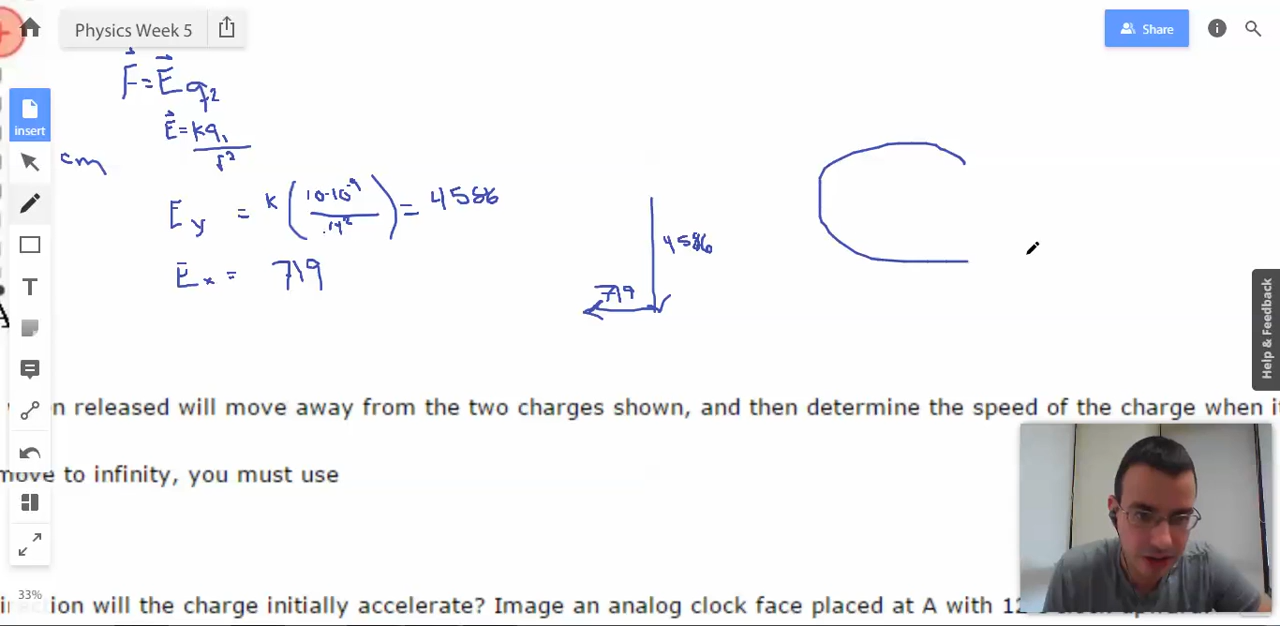 Physics Week 5
Share
F = E q2
insert
E = kq1
r2
cm
Ey = k (10·10-9 / .142) = 4586
Ex = 719
4586
719
T
n released will move away from the two charges shown, and then determine the speed of the charge when i
move to infinity, you must use
33%
ction will the charge initially accelerate? Image an analog clock face placed at A with 12
Help & Feedback